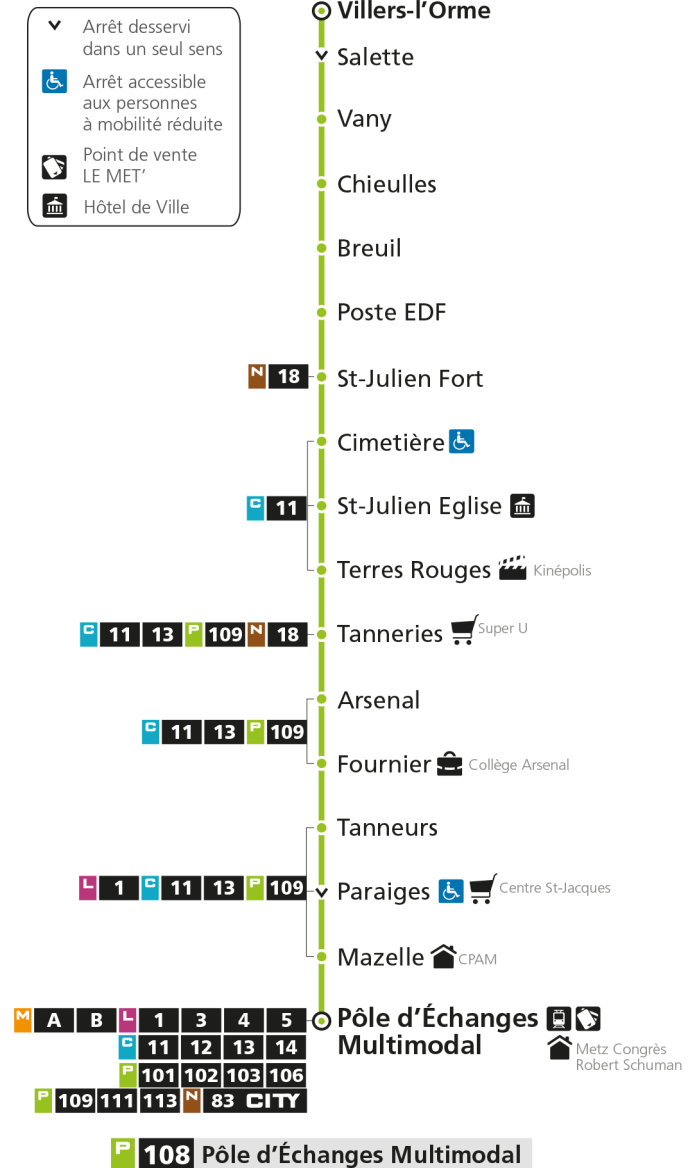 Villers-l'Orme
Arrêt desservi
dans un seul sens
Arrêt accessible
aux personnes
à mobilité réduite
Point de vente
LE MET'
Hôtel de Ville
Salette
Vany
Chieulles
Breuil
Poste EDF
N 18 St-Julien Fort
Cimetière
C 11 St-Julien Eglise
Terres Rouges Kinépolis
C 11 13 P 109 N 18 Tanneries Super U
Arsenal
C 11 13 P 109
Fournier Collège Arsenal
Tanneurs
L 1 C 11 13 P 109 Paraiges Centre St-Jacques
Mazelle CPAM
M A B L 1 3 4 5 Pôle d'Échanges
C 11 12 13 14 Multimodal Metz Congrès
Robert Schuman
P 101 102 103 106
P 109 111 113 N 83 CITY
P 108 Pôle d'Échanges Multimodal